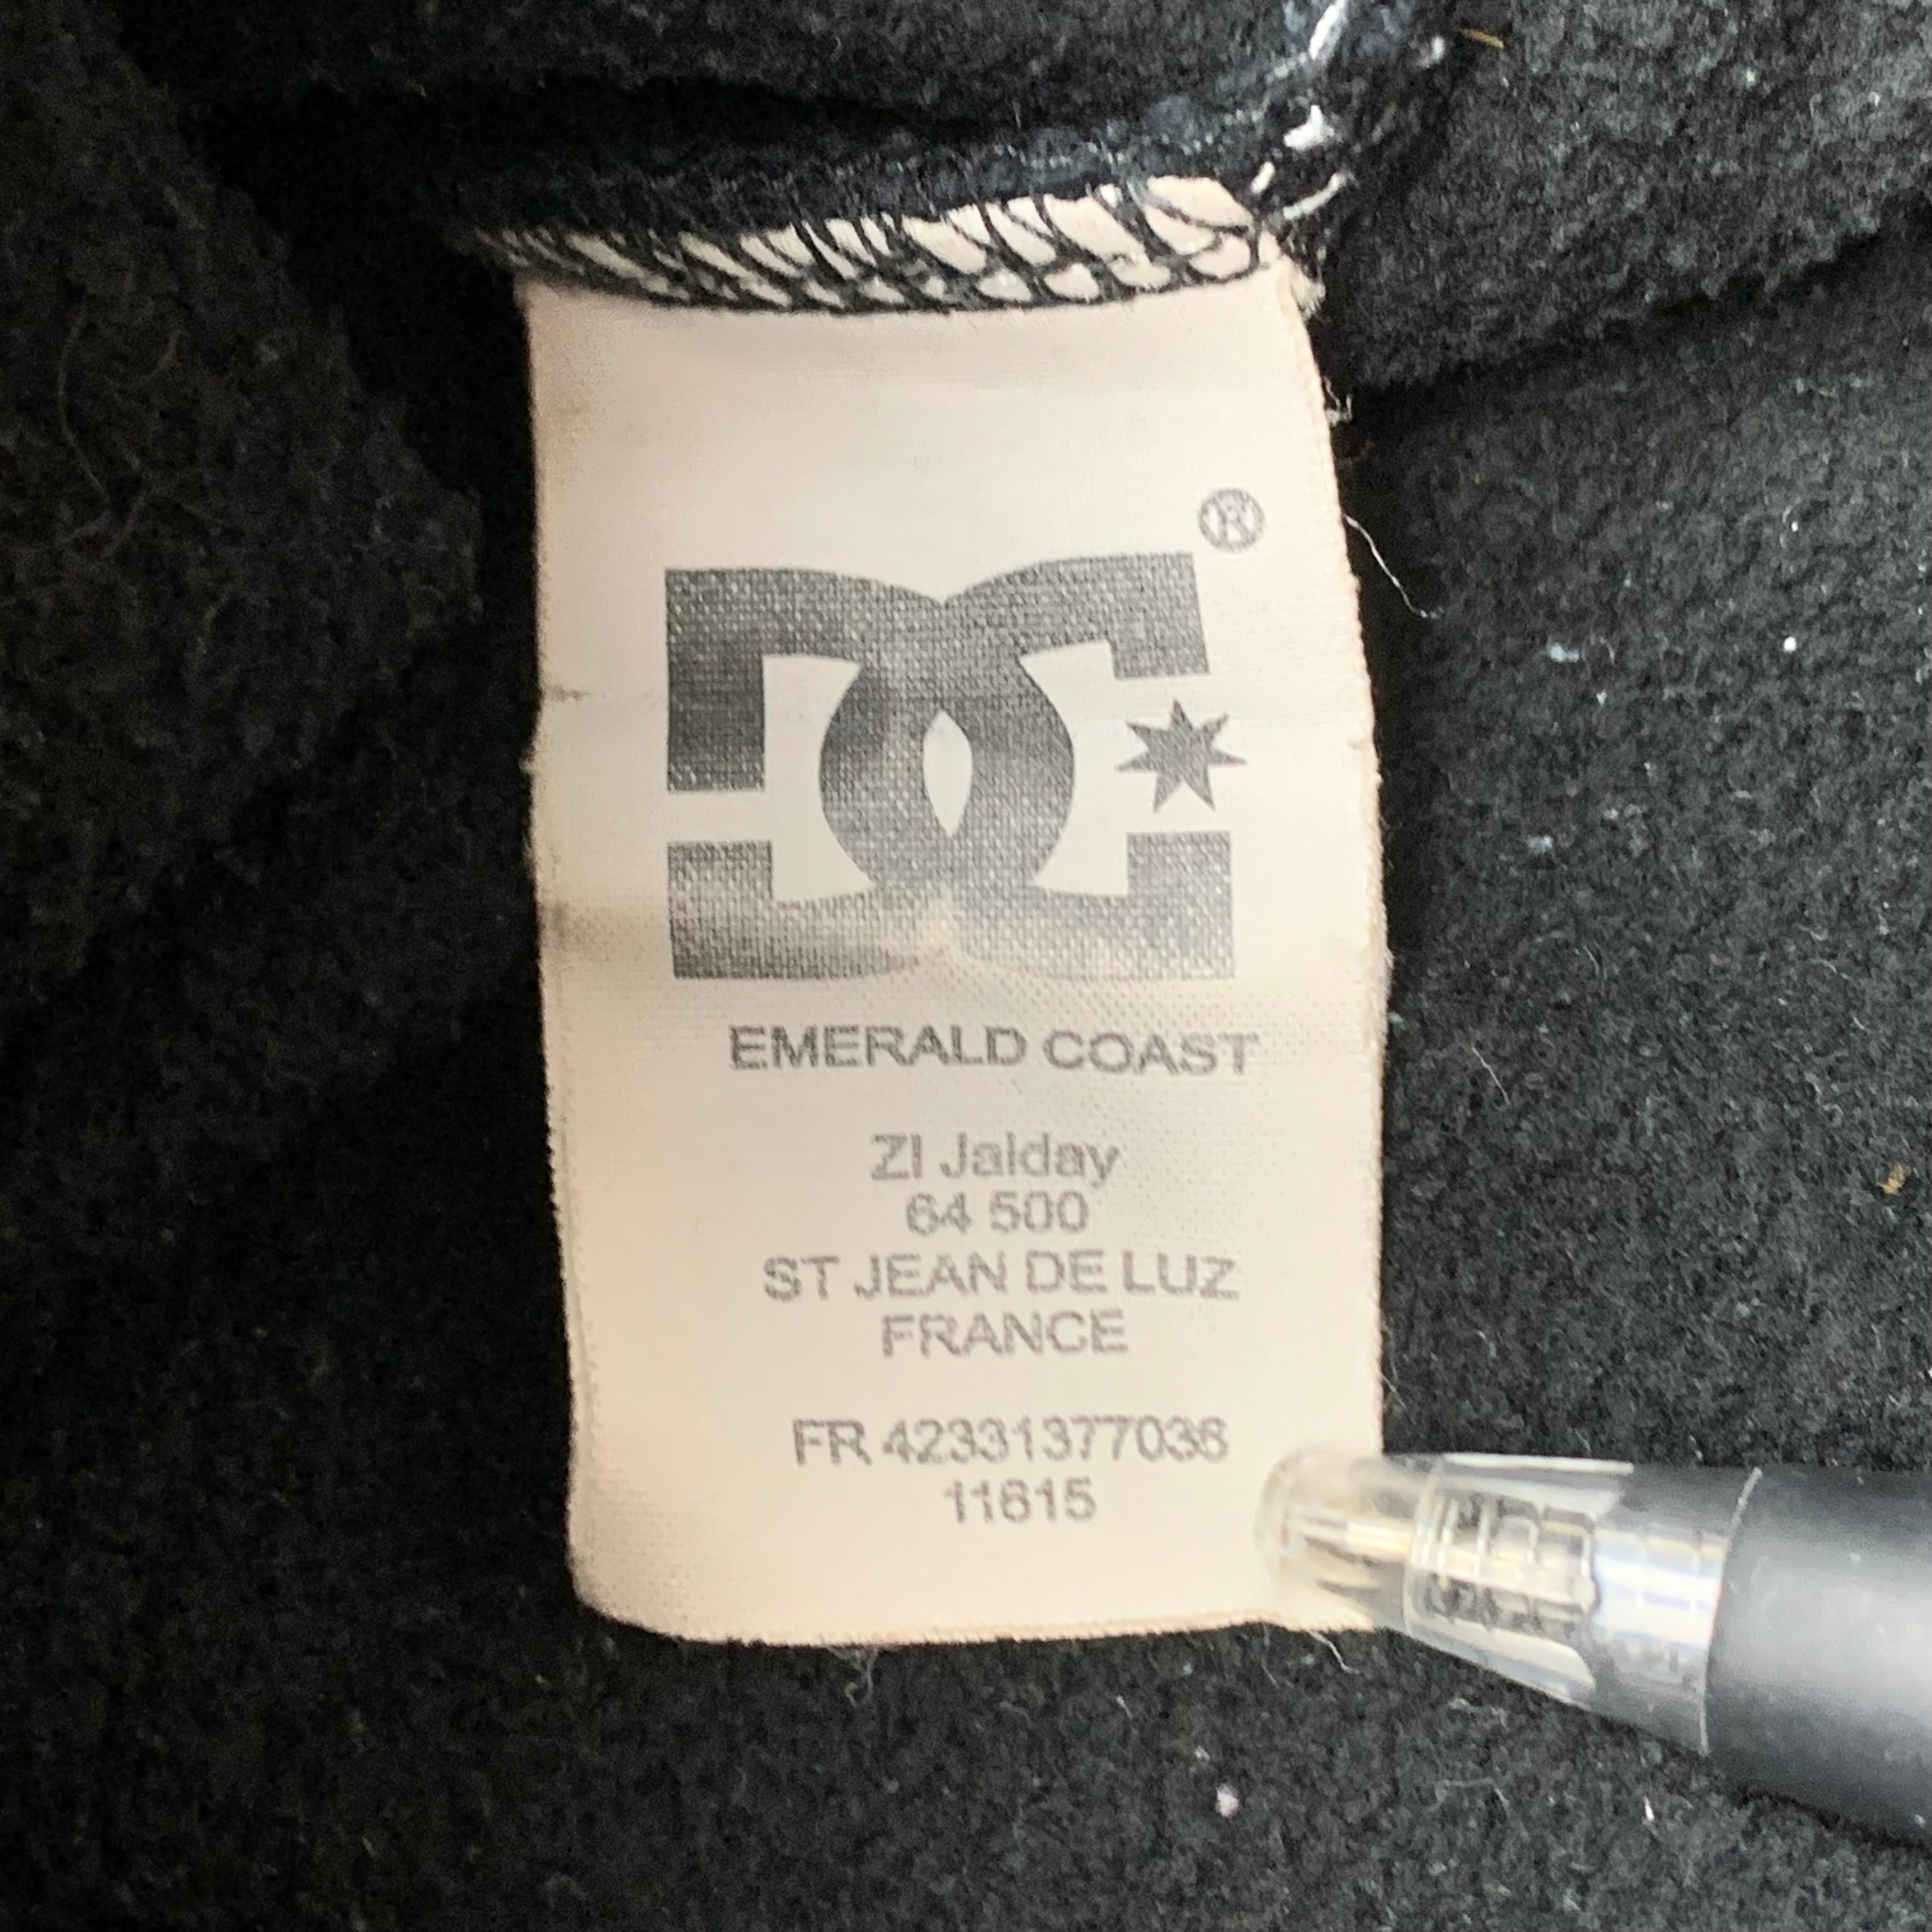 DC
®
EMERALD COAST
ZI Jalday
64 500
ST JEAN DE LUZ
FRANCE
FR 42331377036
11615